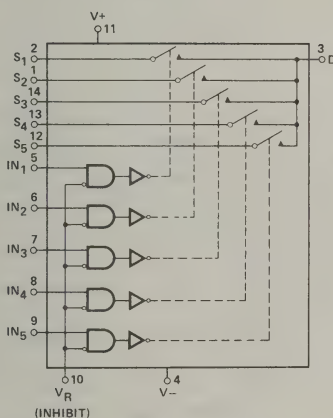 V+
11
S1 2
S2 1
S3 14
S4 13
S5 12
3 D
IN1 5
IN2 6
IN3 7
IN4 8
IN5 9
10
VR
(INHIBIT)
4
V−